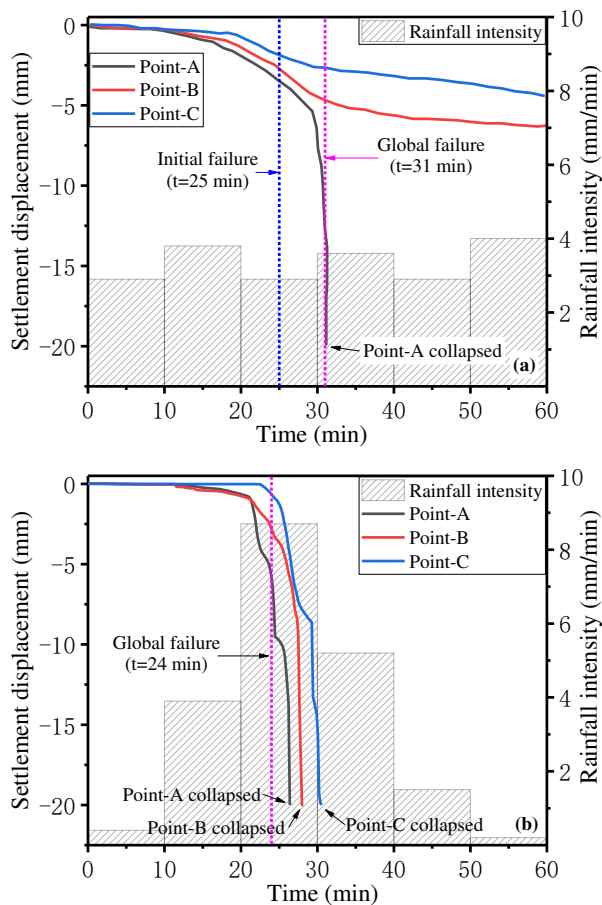 0
−5
−10
−15
−20
Settlement displacement (mm)
Point-A
Point-B
Point-C
Rainfall intensity
Initial failure
(t=25 min)
Global failure
(t=31 min)
Point-A collapsed
(a)
10
8
6
4
2
Rainfall intensity (mm/min)
0 10 20 30 40 50 60
Time (min)
0
−5
−10
−15
−20
Settlement displacement (mm)
Rainfall intensity
Point-A
Point-B
Point-C
Global failure
(t=24 min)
Point-A collapsed
Point-B collapsed
Point-C collapsed
(b)
10
8
6
4
2
Rainfall intensity (mm/min)
0 10 20 30 40 50 60
Time (min)